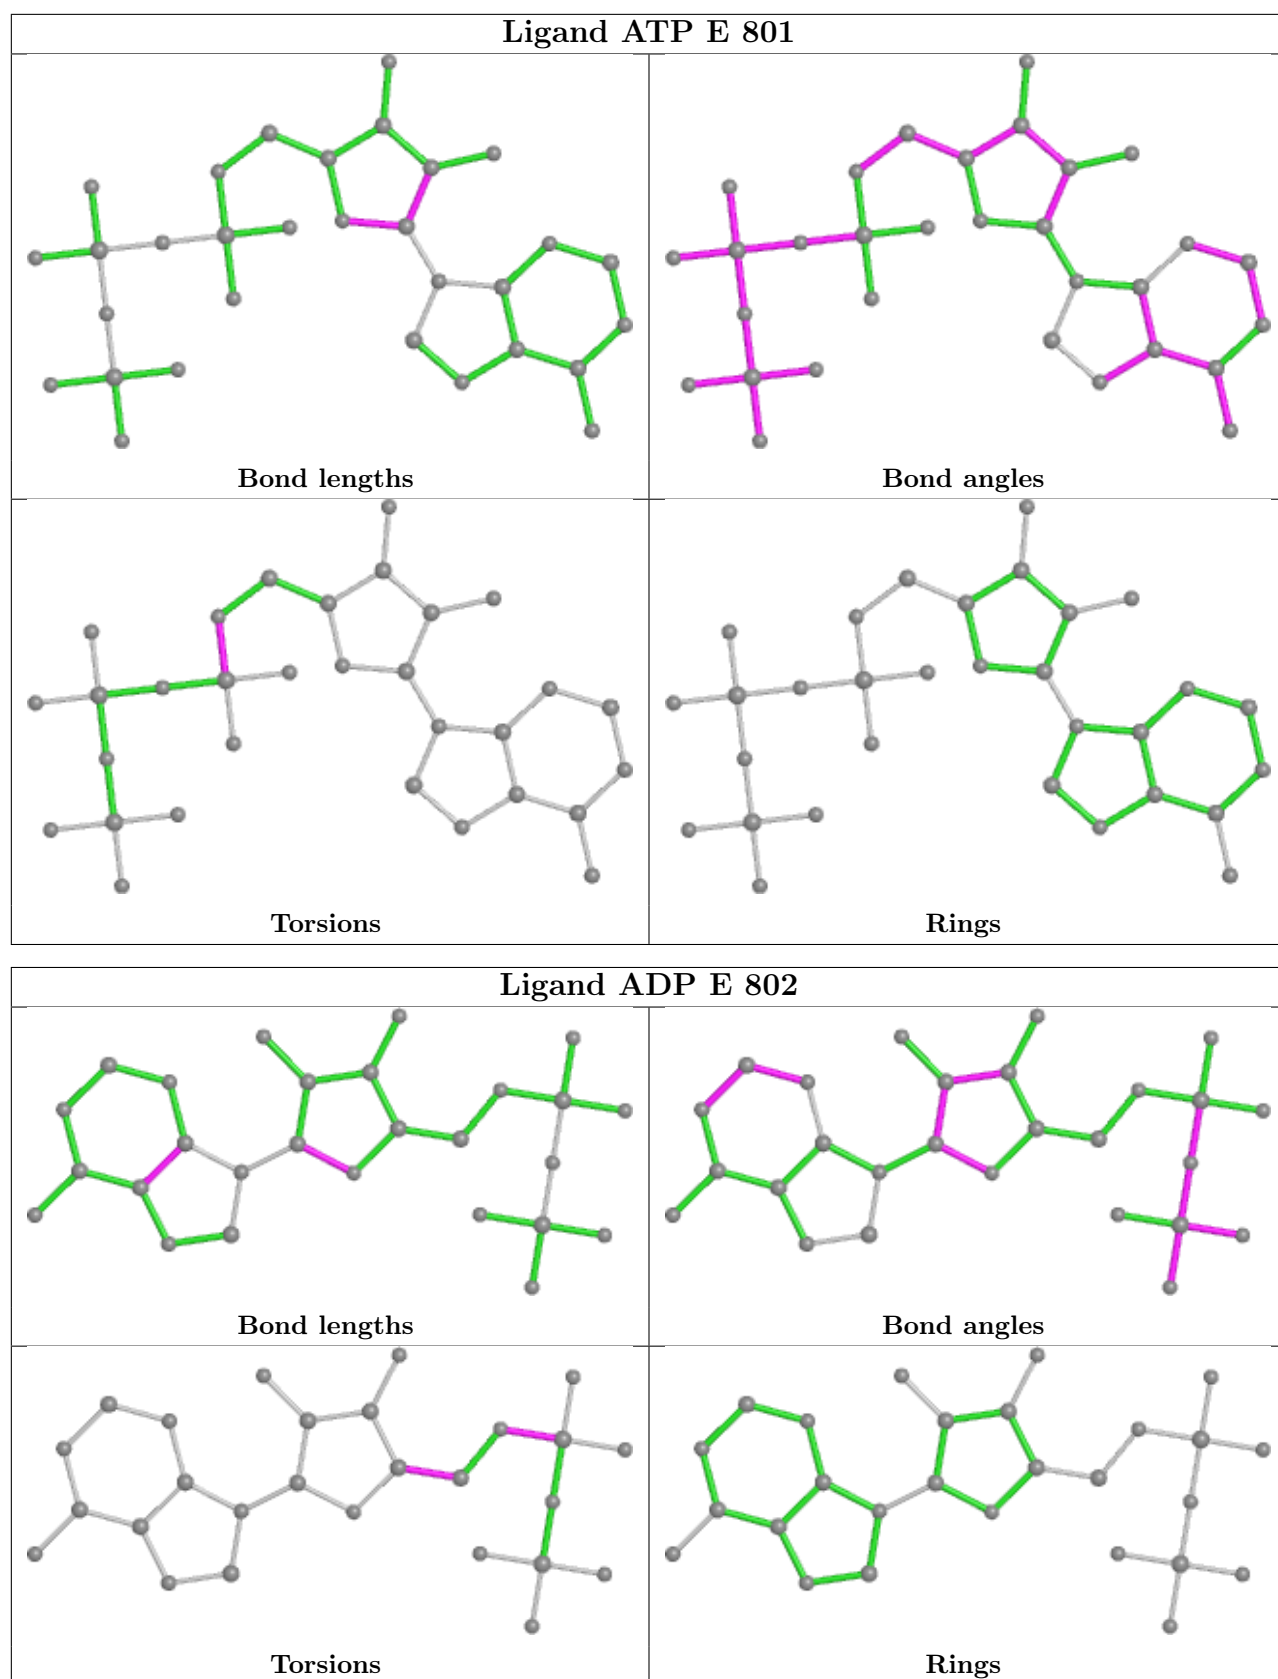 Ligand ATP E 801
Bond lengths
Bond angles
Torsions
Rings
Ligand ADP E 802
Bond lengths
Bond angles
Torsions
Rings